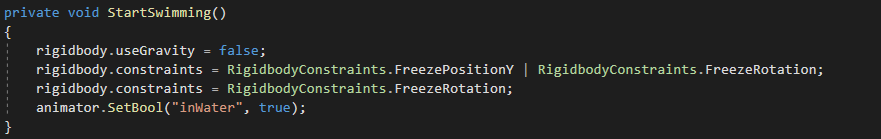 private void StartSwimming()
{
rigidbody.useGravity = false;
rigidbody.constraints = RigidbodyConstraints.FreezePositionY | RigidbodyConstraints.FreezeRotation;
rigidbody.constraints = RigidbodyConstraints.FreezeRotation;
animator.SetBool("inWater", true);
}